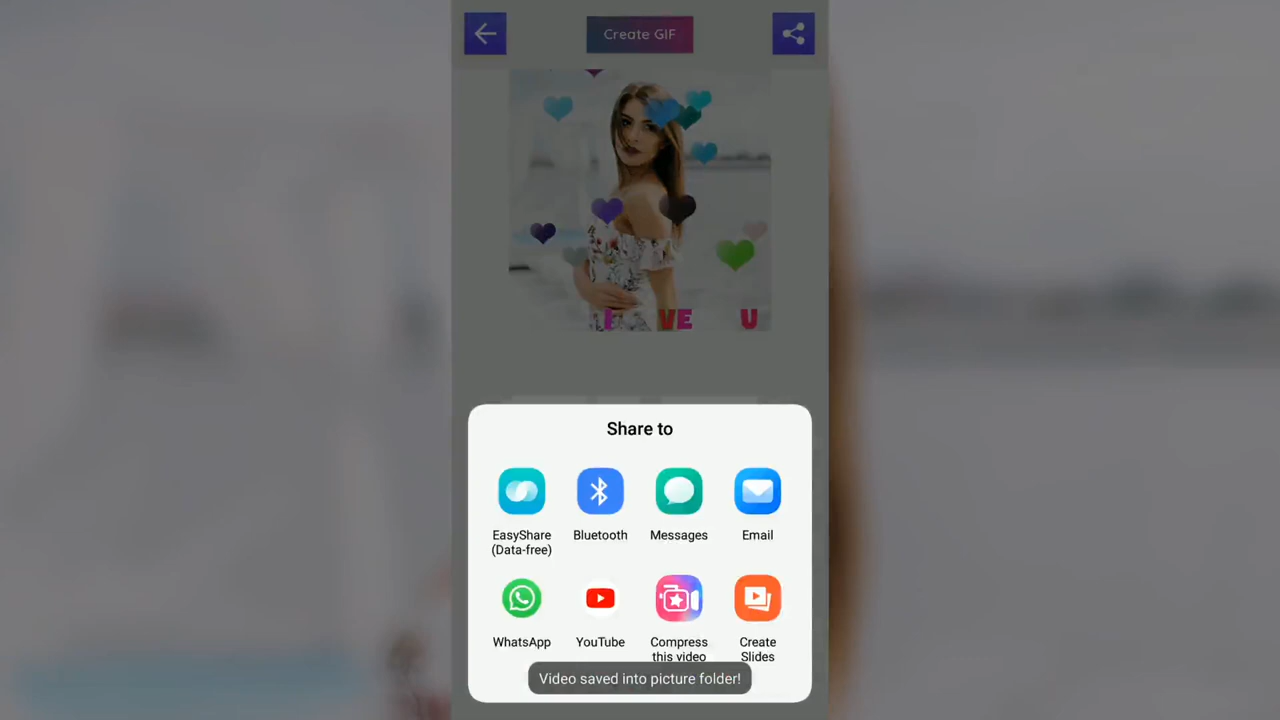 Create GIF
I VE U
Share to
EasyShare
(Data-free)
Bluetooth
Messages
Email
WhatsApp
YouTube
Compress
this video
Create
Slides
Video saved into picture folder!